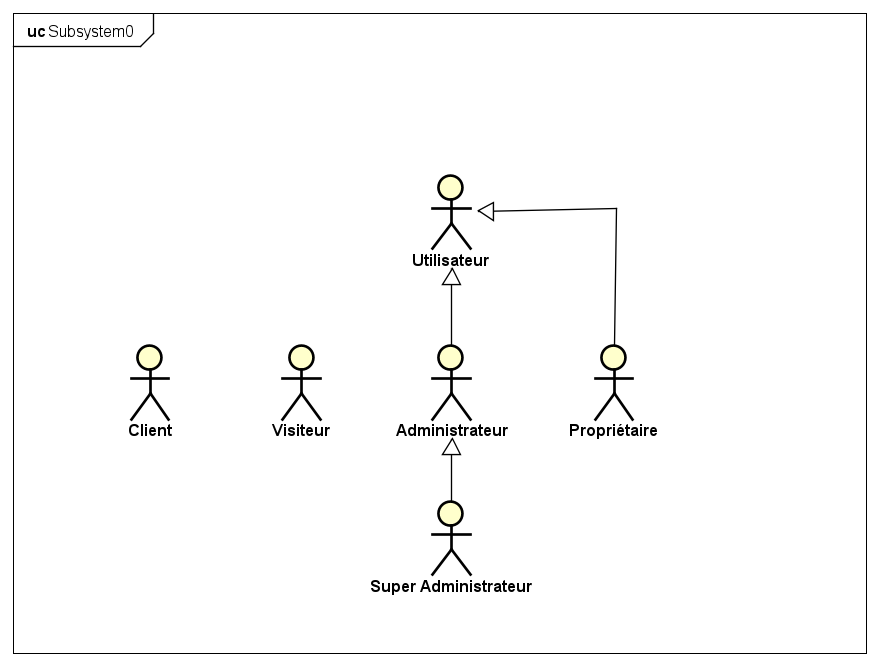 uc Subsystem0
Utilisateur
Client
Visiteur
Administrateur
Propriétaire
Super Administrateur